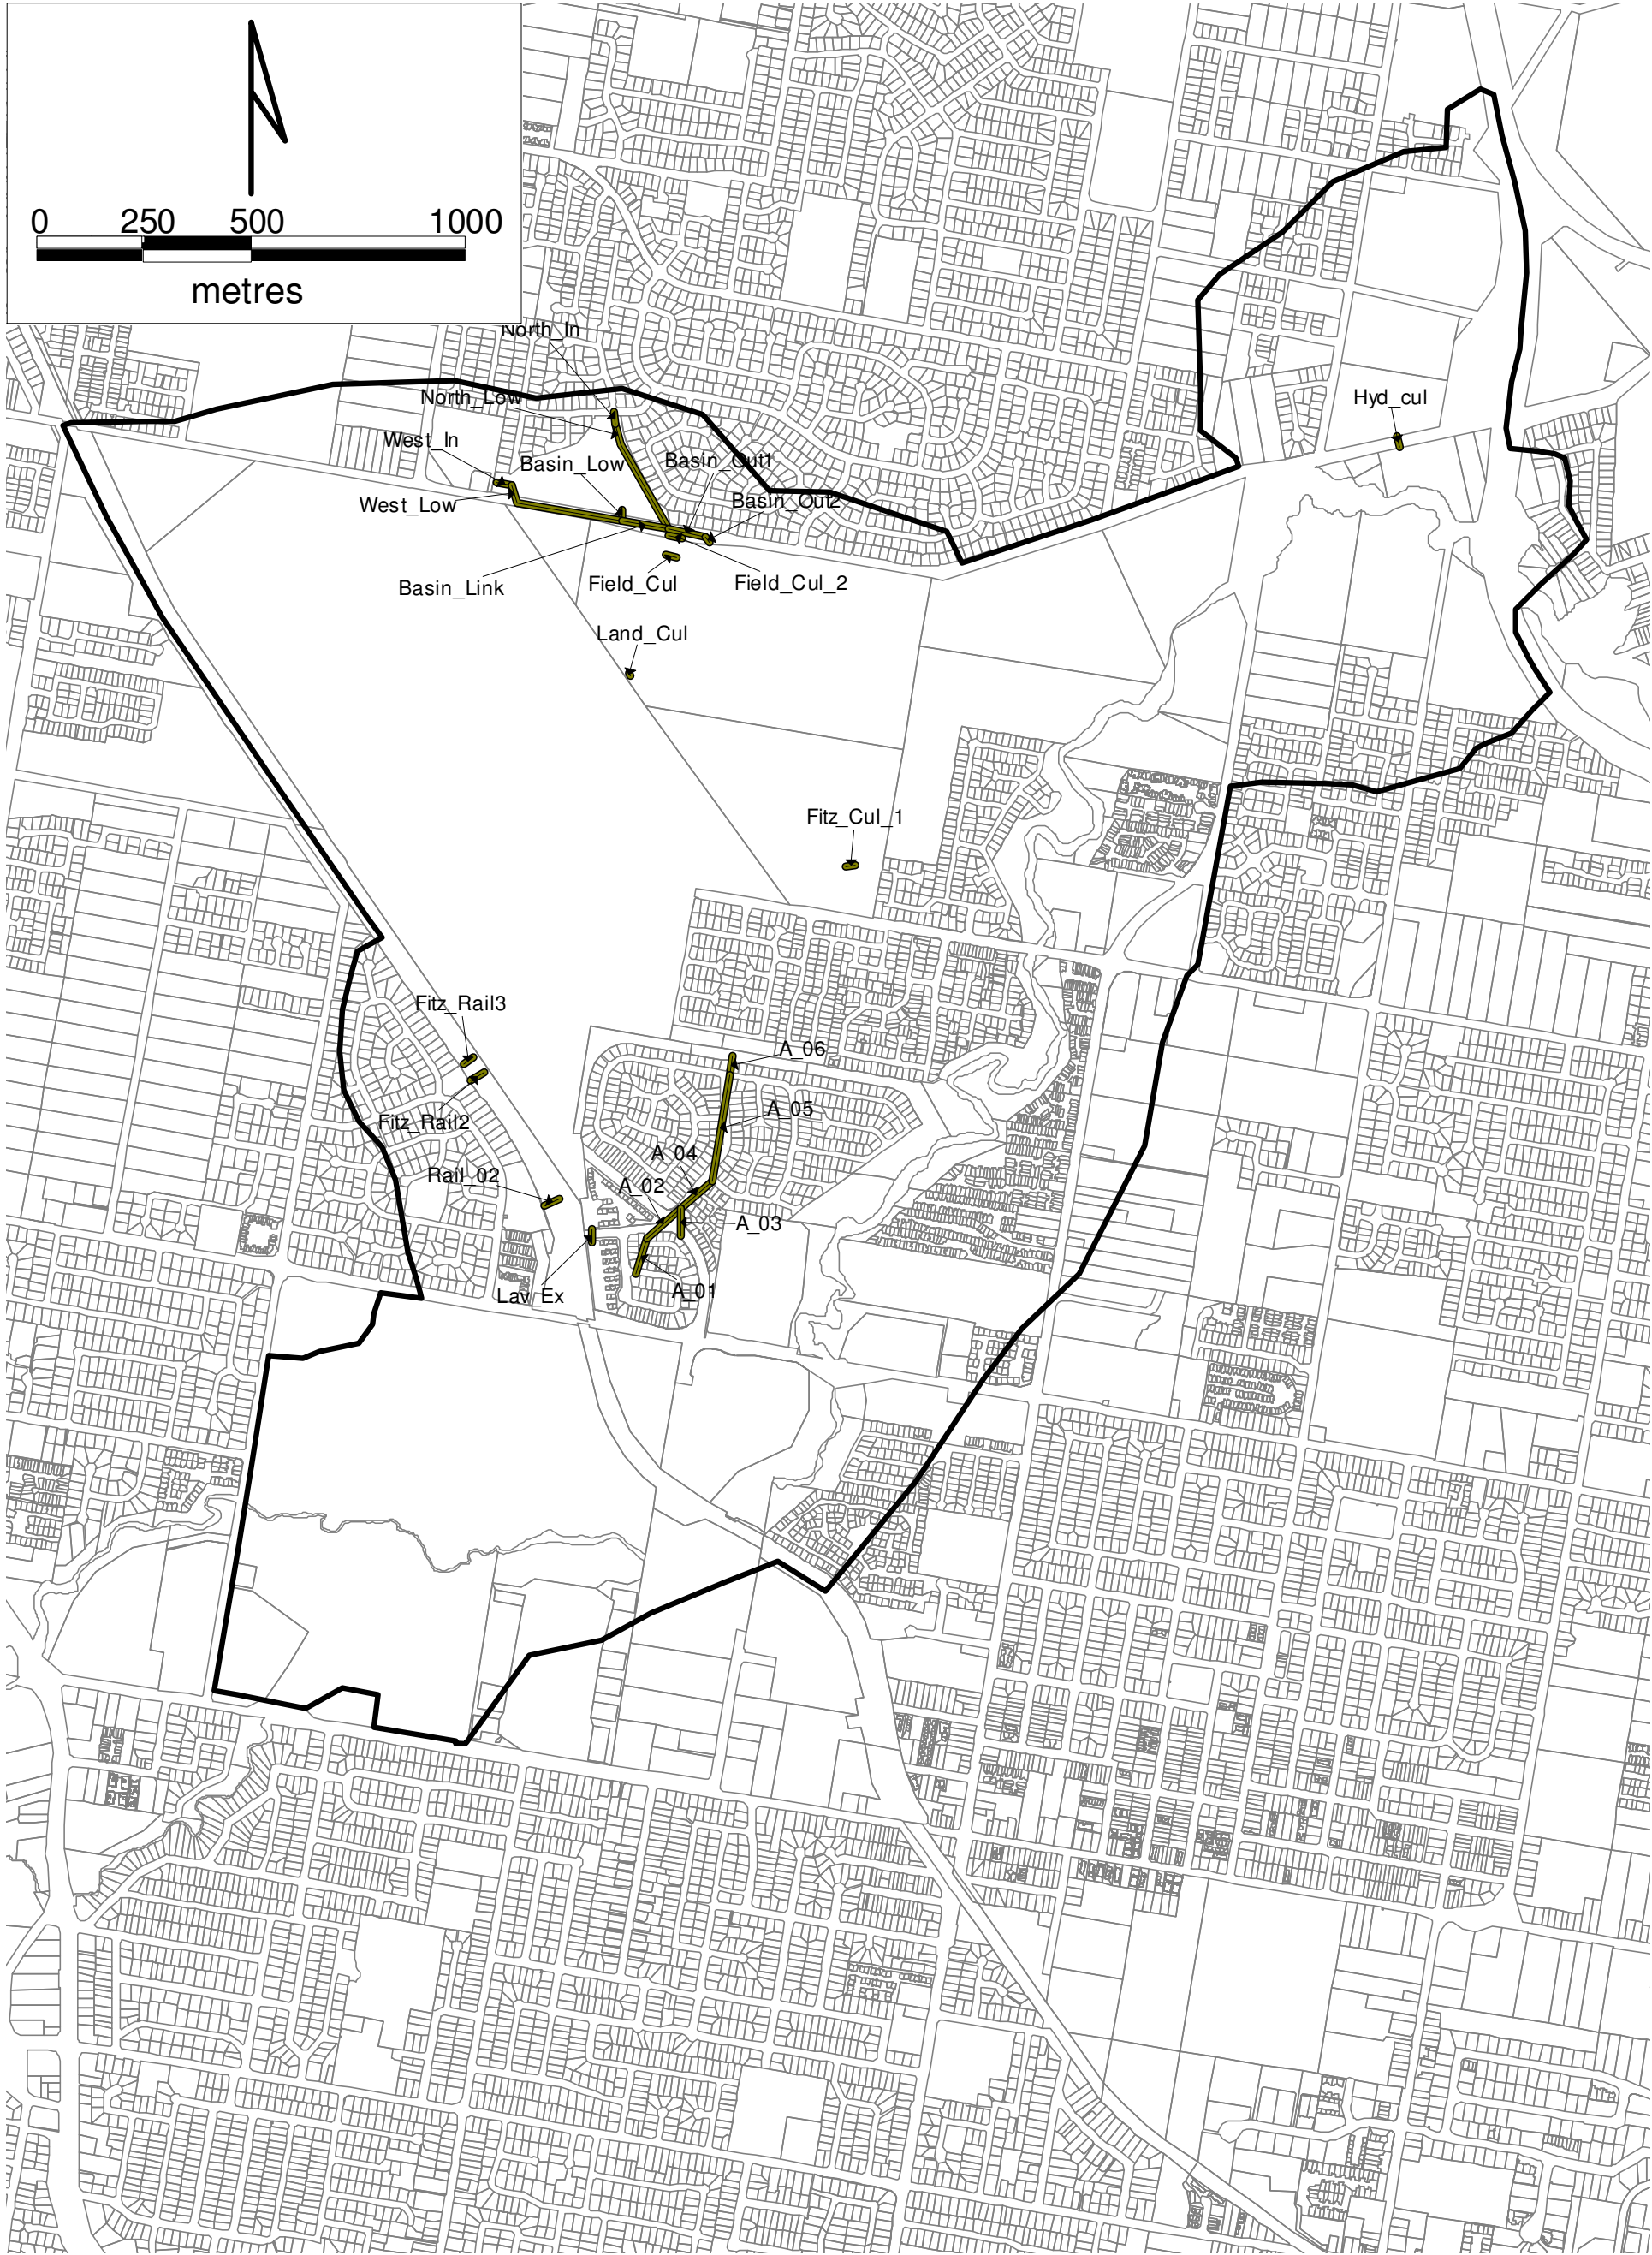 0 250 500 1000
metres
North_In
North_Low
Hyd_cul
West_In
Basin_Low
Basin_Out1
West_Low
Basin_Out2
Basin_Link
Field_Cul
Field_Cul_2
Land_Cul
Fitz_Cul_1
Fitz_Rail3
A_06
Fitz_Rail2
A_05
A_04
Rail_02
A_02
A_03
Lav_Ex
A_01